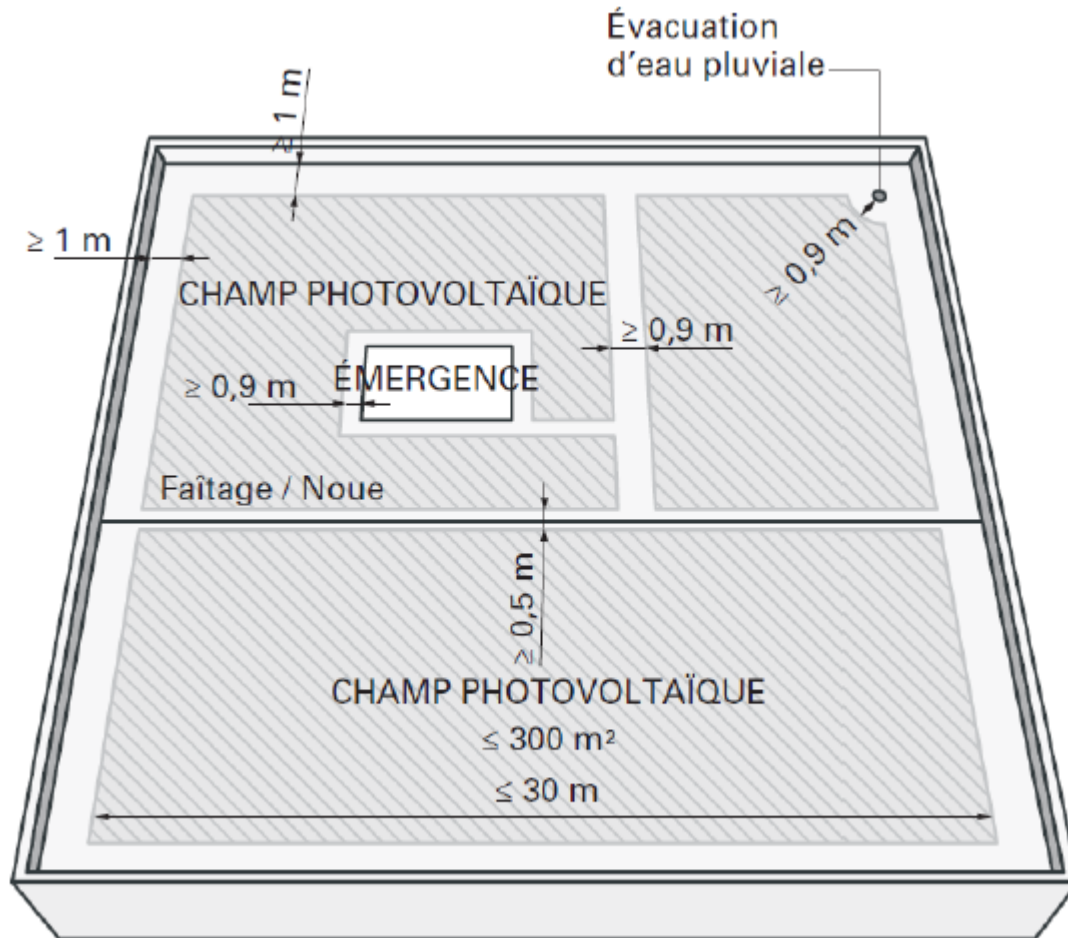 Évacuation
d'eau pluviale
≥ 1 m
≥ 1 m
≥ 0,9 m
CHAMP PHOTOVOLTAÏQUE
≥ 0,9 m
ÉMERGENCE
≥ 0,9 m
Faîtage / Noue
≥ 0,5 m
CHAMP PHOTOVOLTAÏQUE
≤ 300 m²
≤ 30 m